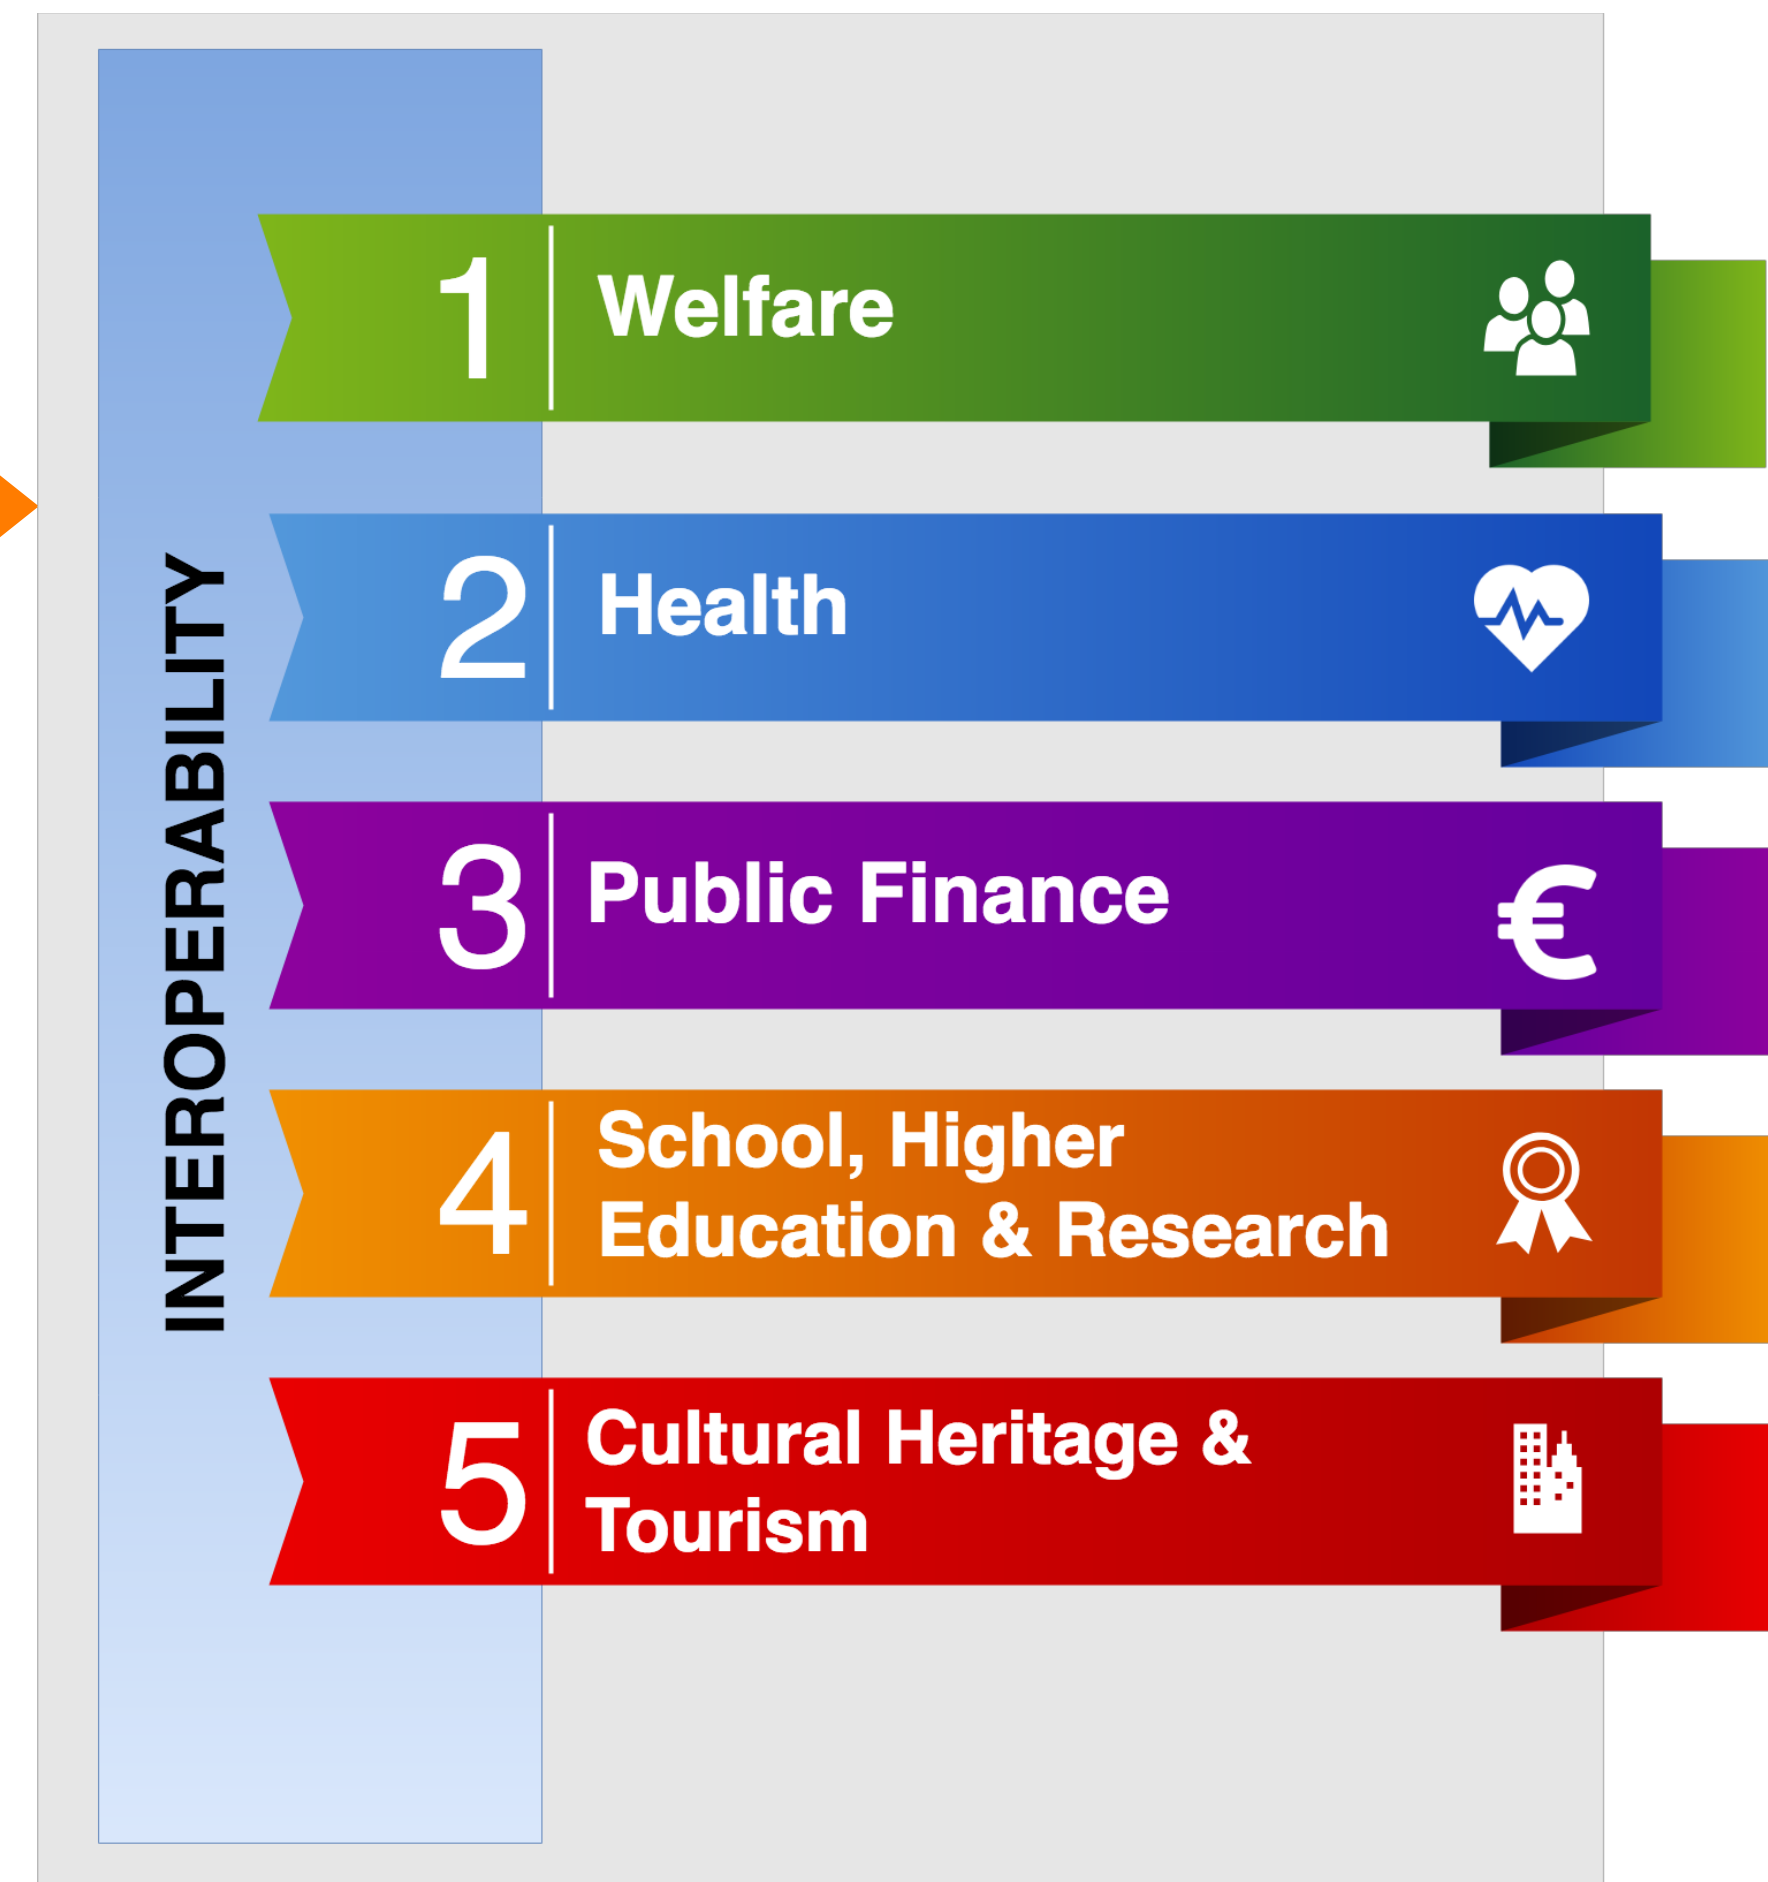 INTEROPERABILITY
1
Welfare
2
Health
3
Public Finance
€
4
School, Higher
Education & Research
5
Cultural Heritage &
Tourism